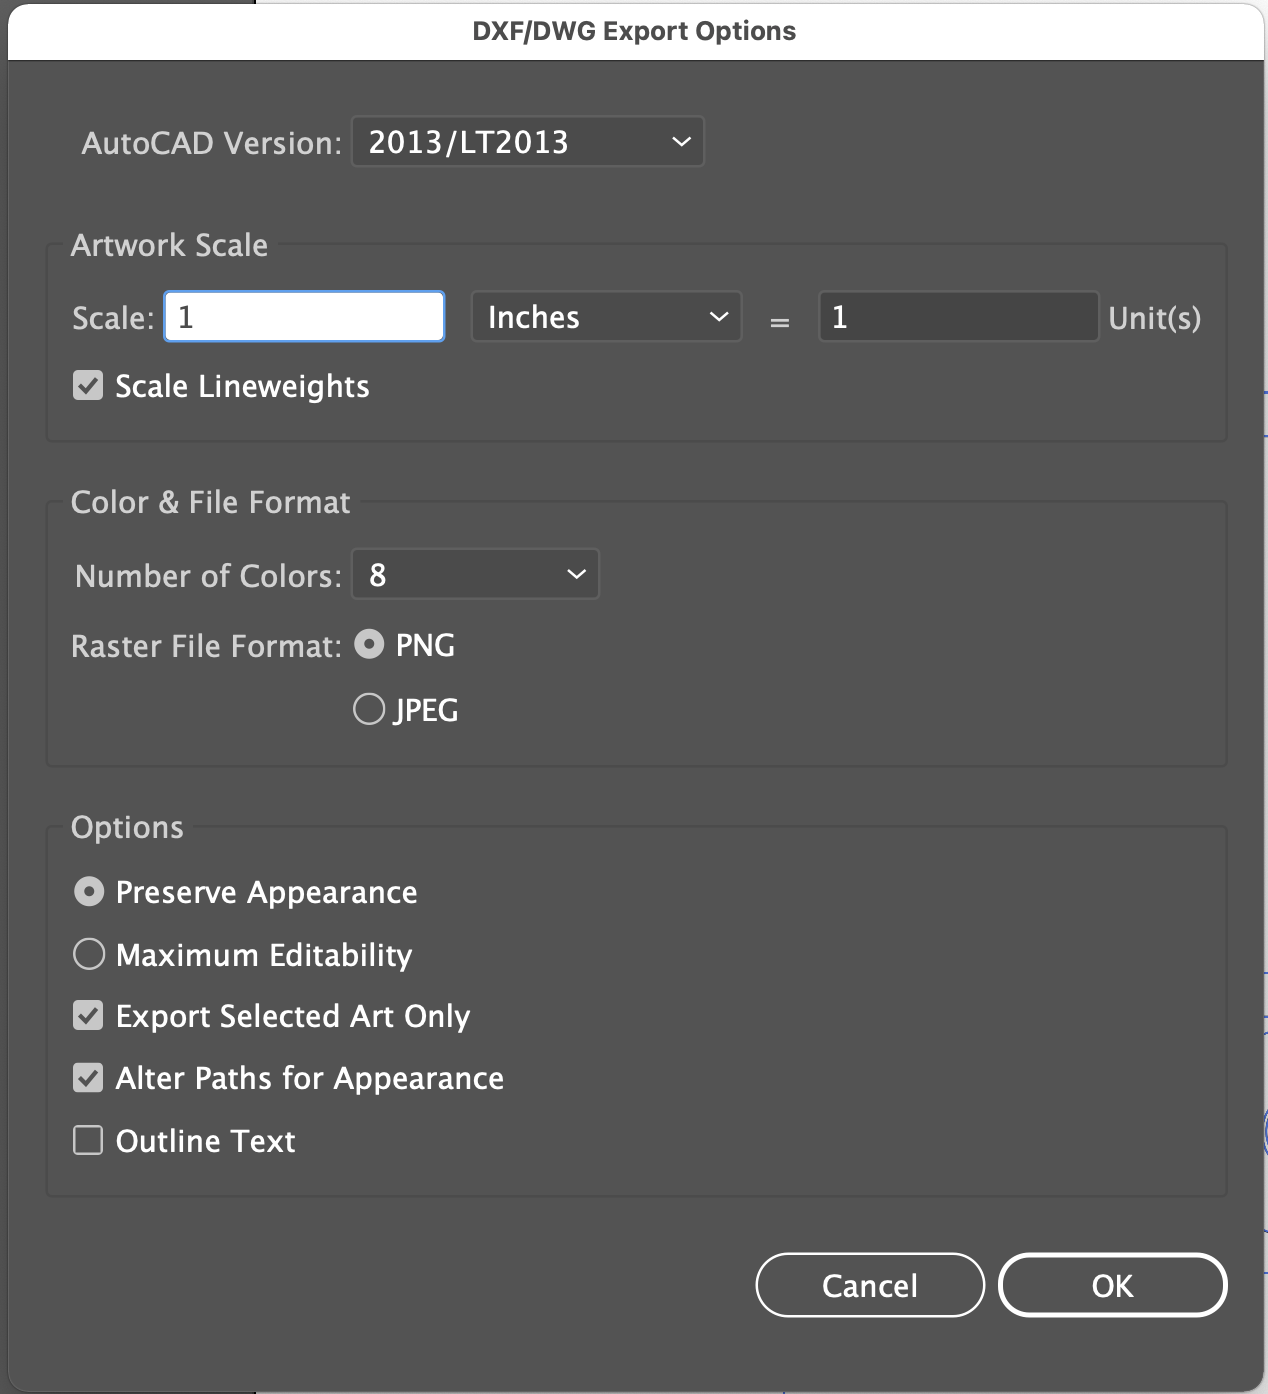 DXF/DWG Export Options
AutoCAD Version: 2013/LT2013
Artwork Scale
Scale: 1 Inches = 1 Unit(s)
Scale Lineweights
Color & File Format
Number of Colors: 8
Raster File Format: PNG
JPEG
Options
Preserve Appearance
Maximum Editability
Export Selected Art Only
Alter Paths for Appearance
Outline Text
Cancel OK